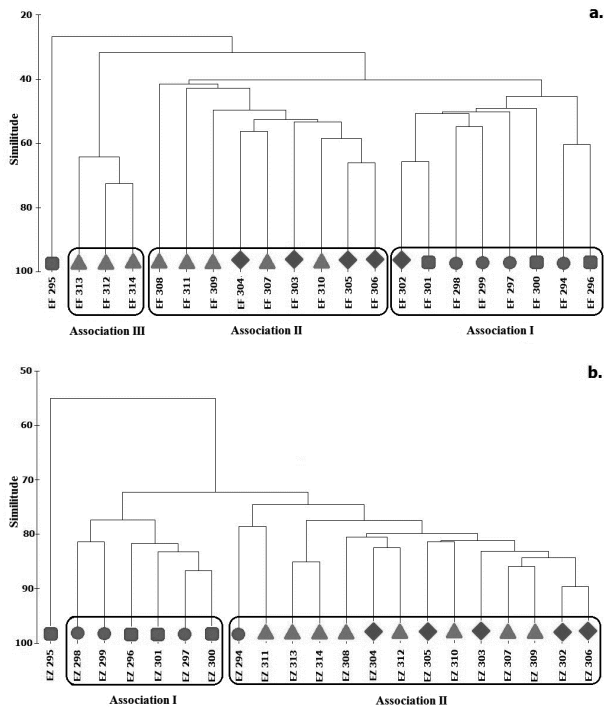 a.
20
40
60
80
100
Similitude
EF 295
EF 313
EF 312
EF 314
EF 308
EF 311
EF 309
EF 304
EF 307
EF 303
EF 310
EF 305
EF 306
EF 302
EF 301
EF 298
EF 299
EF 297
EF 300
EF 294
EF 296
Association III
Association II
Association I
b.
50
60
70
80
90
100
Similitude
EZ 295
EZ 298
EZ 299
EZ 296
EZ 301
EZ 297
EZ 300
EZ 294
EZ 311
EZ 313
EZ 314
EZ 308
EZ 304
EZ 312
EZ 305
EZ 310
EZ 303
EZ 307
EZ 309
EZ 302
EZ 306
Association I
Association II